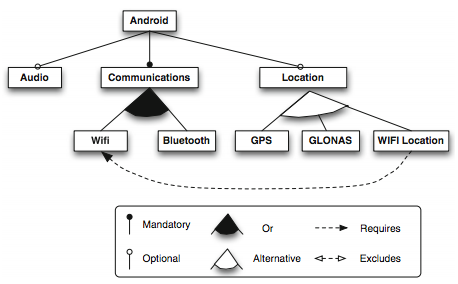 Android
Audio
Communications
Location
Wifi
Bluetooth
GPS
GLONAS
WIFI Location
Mandatory
Or
Requires
Optional
Alternative
Excludes